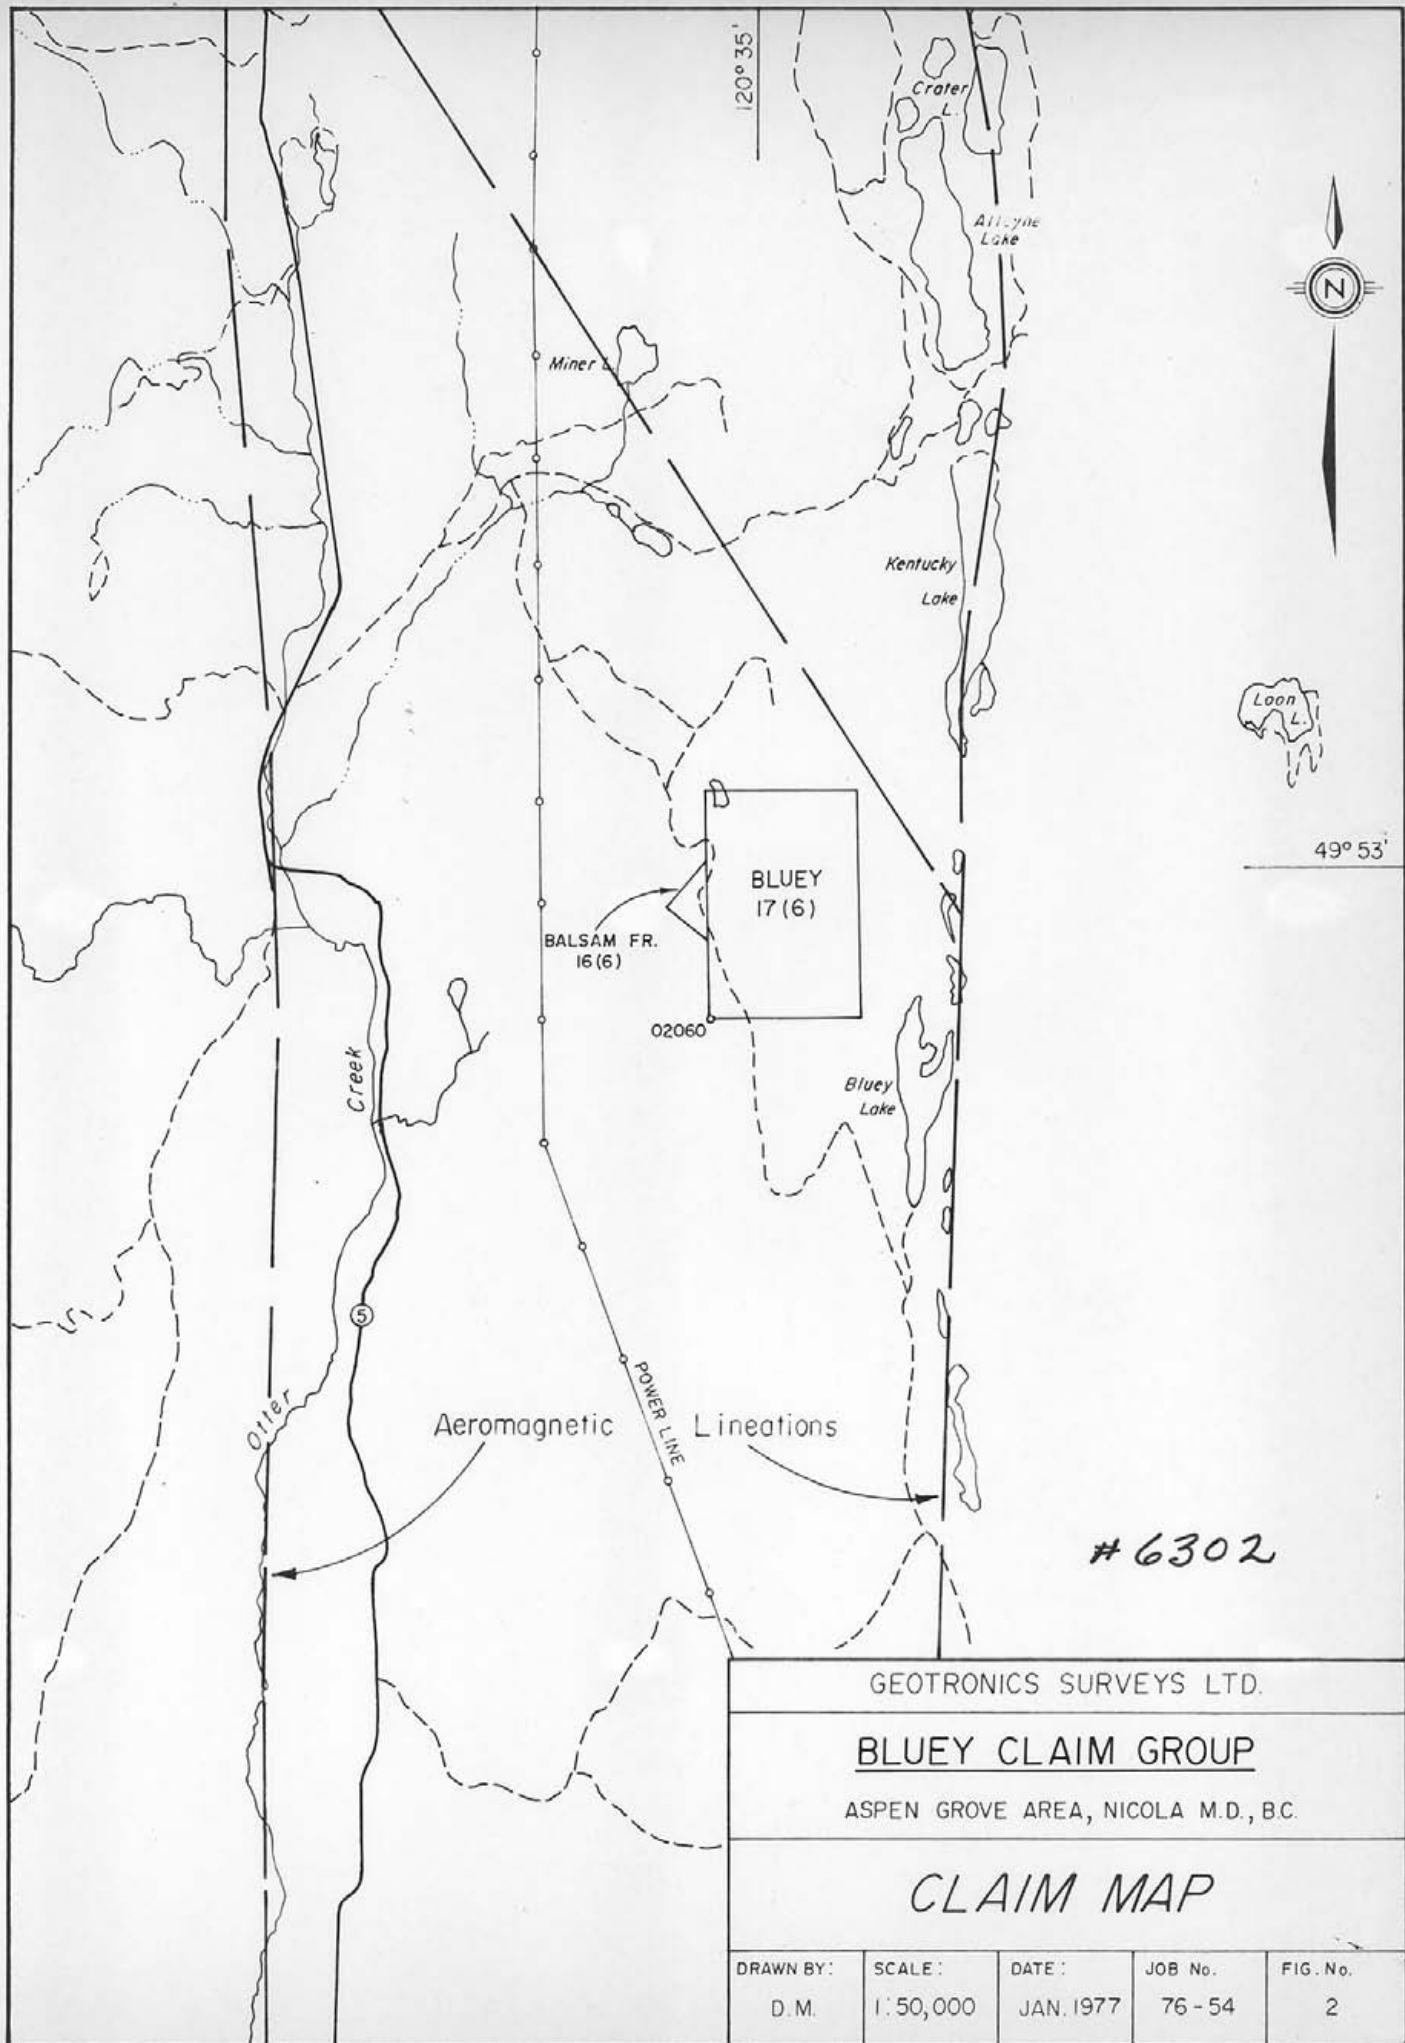 120° 35'
Crater
L.
Alleyne
Lake
N
Miner L
Kentucky
Lake
Loon
L.
49° 53'
BLUEY
17 (6)
BALSAM FR.
16 (6)
02060
Creek
Bluey
Lake
5
Otter
POWER LINE
Aeromagnetic Lineations
# 6302
GEOTRONICS SURVEYS LTD.
BLUEY CLAIM GROUP
ASPEN GROVE AREA, NICOLA M.D., B.C.
CLAIM MAP
DRAWN BY: SCALE: DATE: JOB No. FIG. No.
D.M. 1:50,000 JAN. 1977 76-54 2